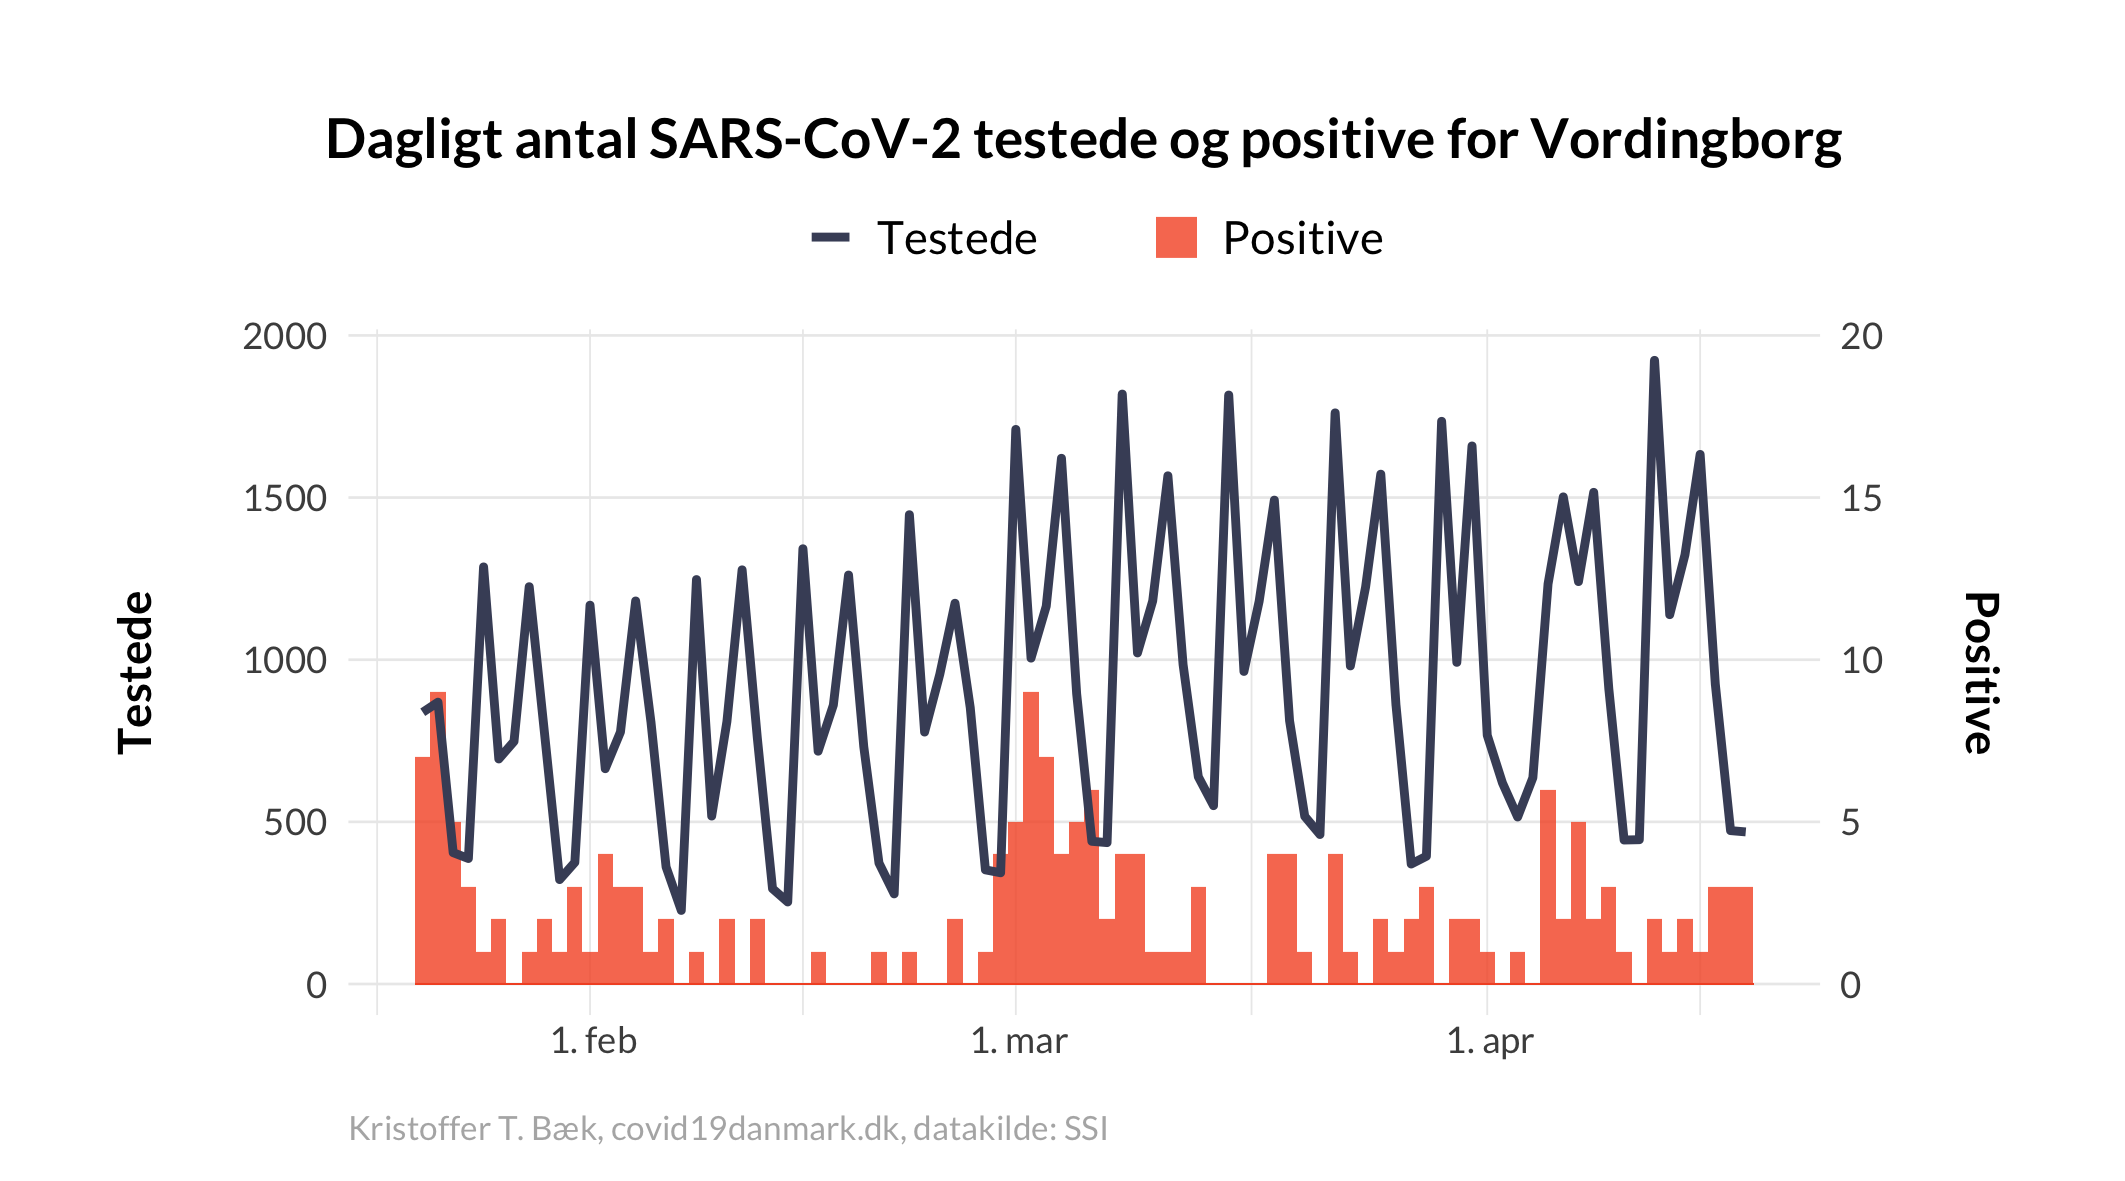 Dagligt antal SARS-CoV-2 testede og positive for Vordingborg
Testede
Positive
2000
1500
1000
500
0
20
15
10
5
0
Testede
Positive
1. feb
1. mar
1. apr
Kristoffer T. Bæk, covid19danmark.dk, datakilde: SSI